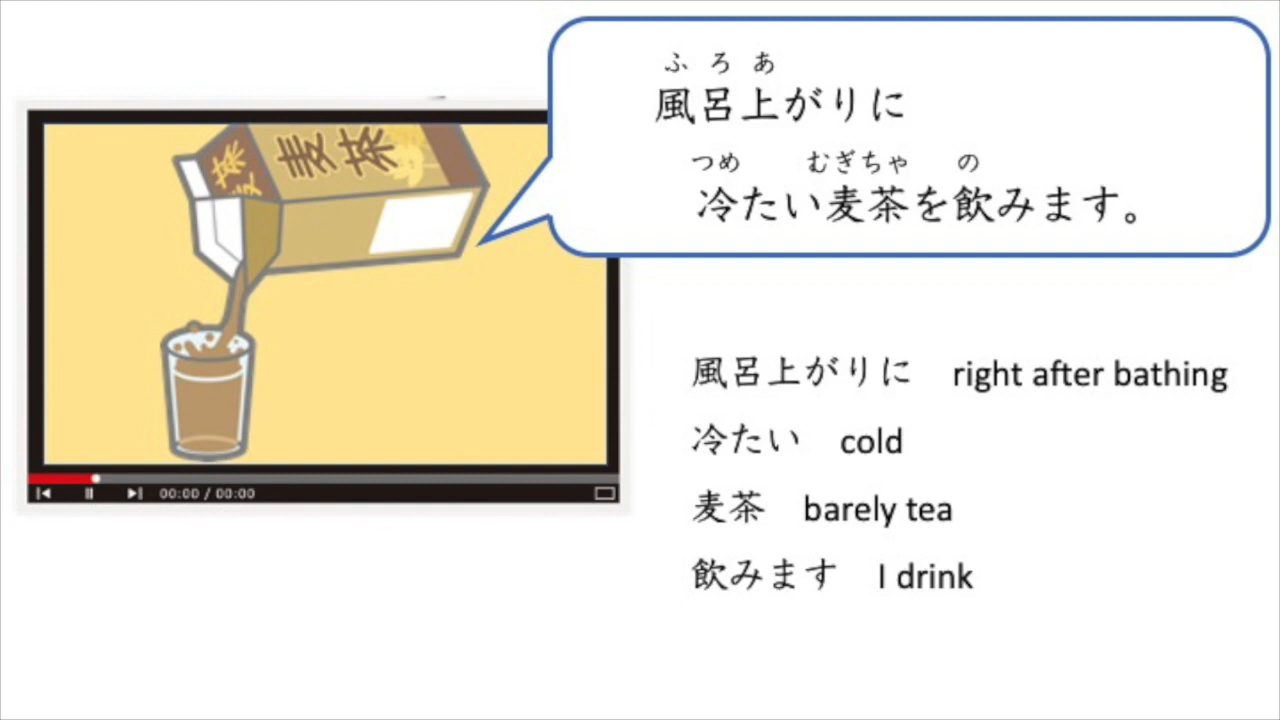 ふろあ
風呂上がりに
つめ むぎちゃ の
冷たい麦茶を飲みます。
麦茶
麦茶
00:00 / 00:00
風呂上がりに right after bathing
冷たい cold
麦茶 barely tea
飲みます I drink